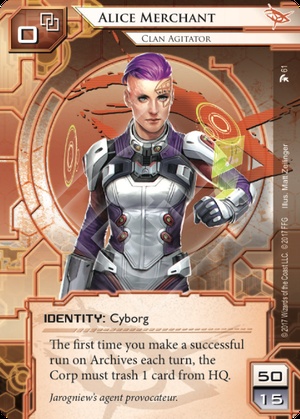 0
ALICE MERCHANT
CLAN AGITATOR
61
Illus. Matt Zeilinger
© 2017 Wizards of the Coast LLC. © 2017 FFG
IDENTITY: Cyborg
The first time you make a successful
run on Archives each turn, the
Corp must trash 1 card from HQ.
Jarogniew's agent provocateur.
50
15